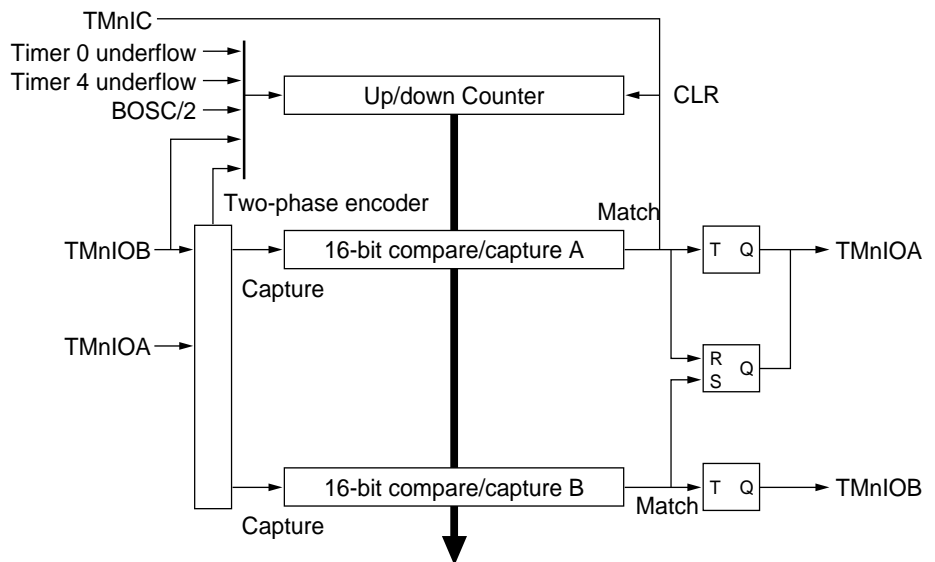 TMnIC
Timer 0 underflow
Timer 4 underflow
BOSC/2
Up/down Counter
CLR
Two-phase encoder
Match
TMnIOB
16-bit compare/capture A
T Q
TMnIOA
Capture
TMnIOA
R
S
Q
16-bit compare/capture B
T Q
TMnIOB
Match
Capture